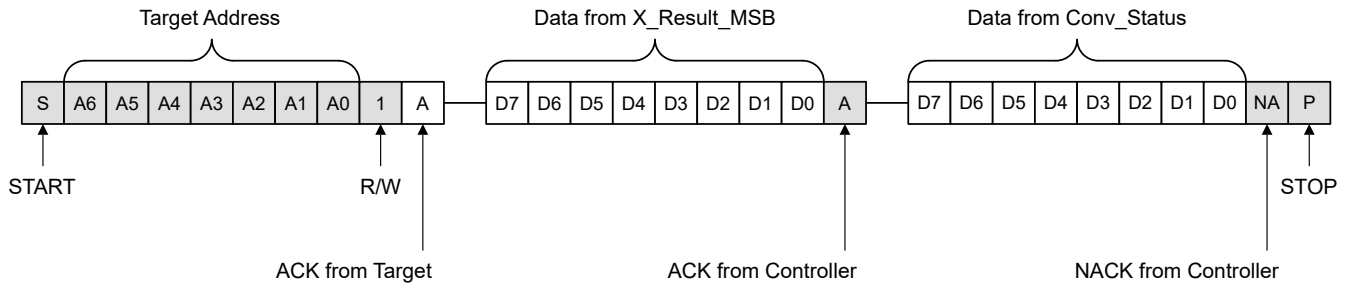 Target Address Data from X_Result_MSB Data from Conv_Status
S A6 A5 A4 A3 A2 A1 A0 1 A D7 D6 D5 D4 D3 D2 D1 D0 A D7 D6 D5 D4 D3 D2 D1 D0 NA P
START R/W STOP
ACK from Target ACK from Controller NACK from Controller